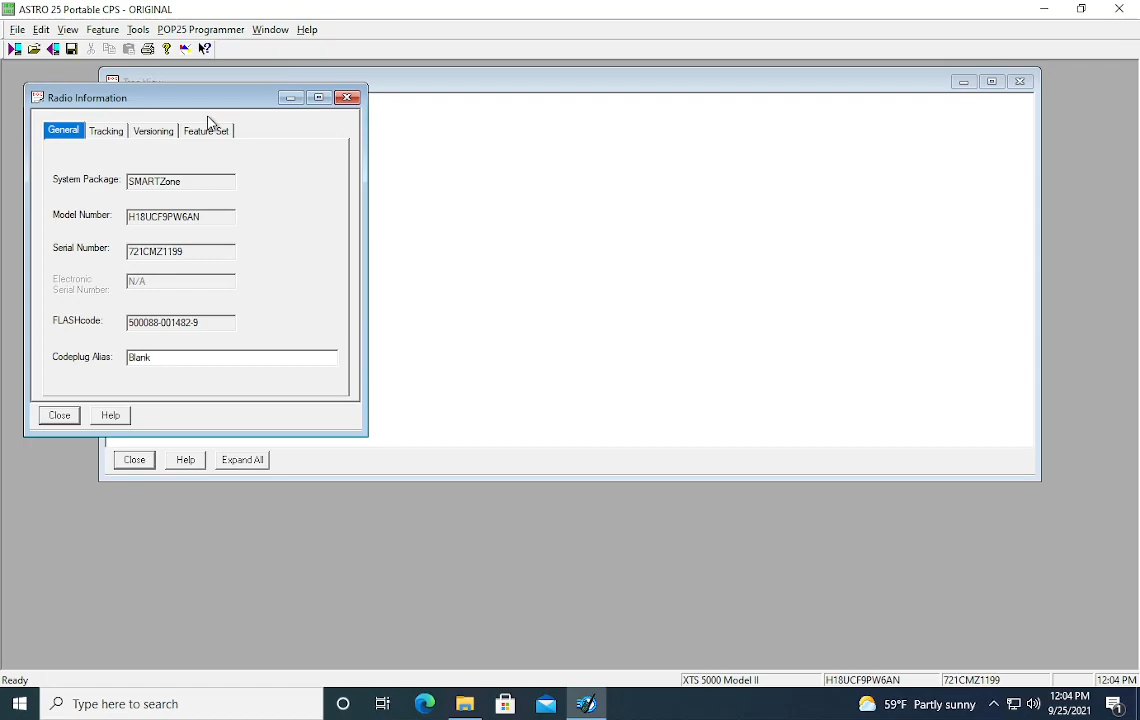 ASTRO 25 Portable CPS - ORIGINAL
File Edit View Feature Tools POP25 Programmer Window Help
Radio Information
General Tracking Versioning Feature Set
System Package: SMARTZone
Model Number: H18UCF9PW6AN
Serial Number: 721CMZ1199
Electronic
Serial Number: N/A
FLASHcode: 500088-001482-9
Codeplug Alias: Blank
Close Help
Close Help Expand All
Ready XTS 5000 Model II H18UCF9PW6AN 721CMZ1199 12:04 PM
Type here to search
59°F Partly sunny
12:04 PM
9/25/2021
1